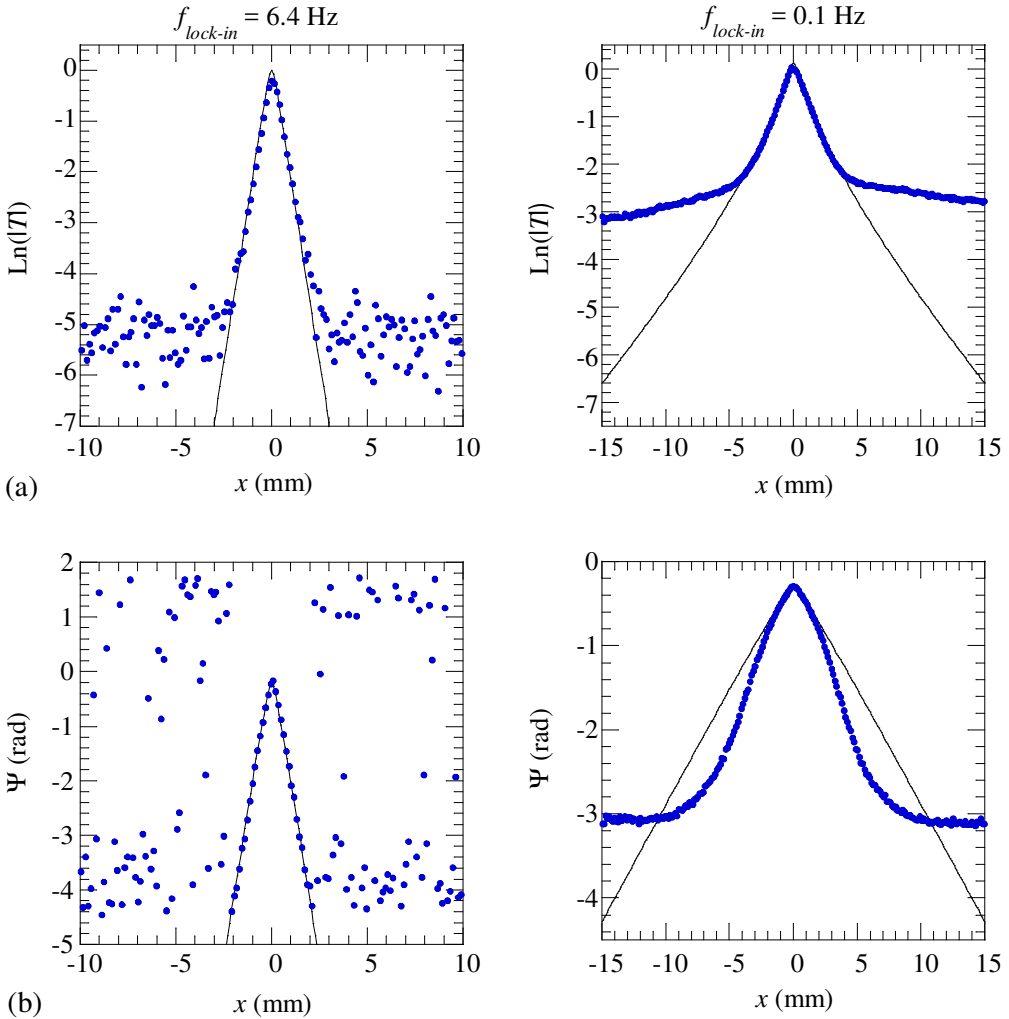 f_lock-in = 6.4 Hz
f_lock-in = 0.1 Hz
0
-1
-2
-3
-4
-5
-6
-7
Ln(|T|)
-10 -5 0 5 10
x (mm)
0
-1
-2
-3
-4
-5
-6
-7
Ln(|T|)
-15 -10 -5 0 5 10 15
x (mm)
(a)
2
1
0
-1
-2
-3
-4
-5
Ψ (rad)
-10 -5 0 5 10
x (mm)
0
-1
-2
-3
-4
Ψ (rad)
-15 -10 -5 0 5 10 15
x (mm)
(b)